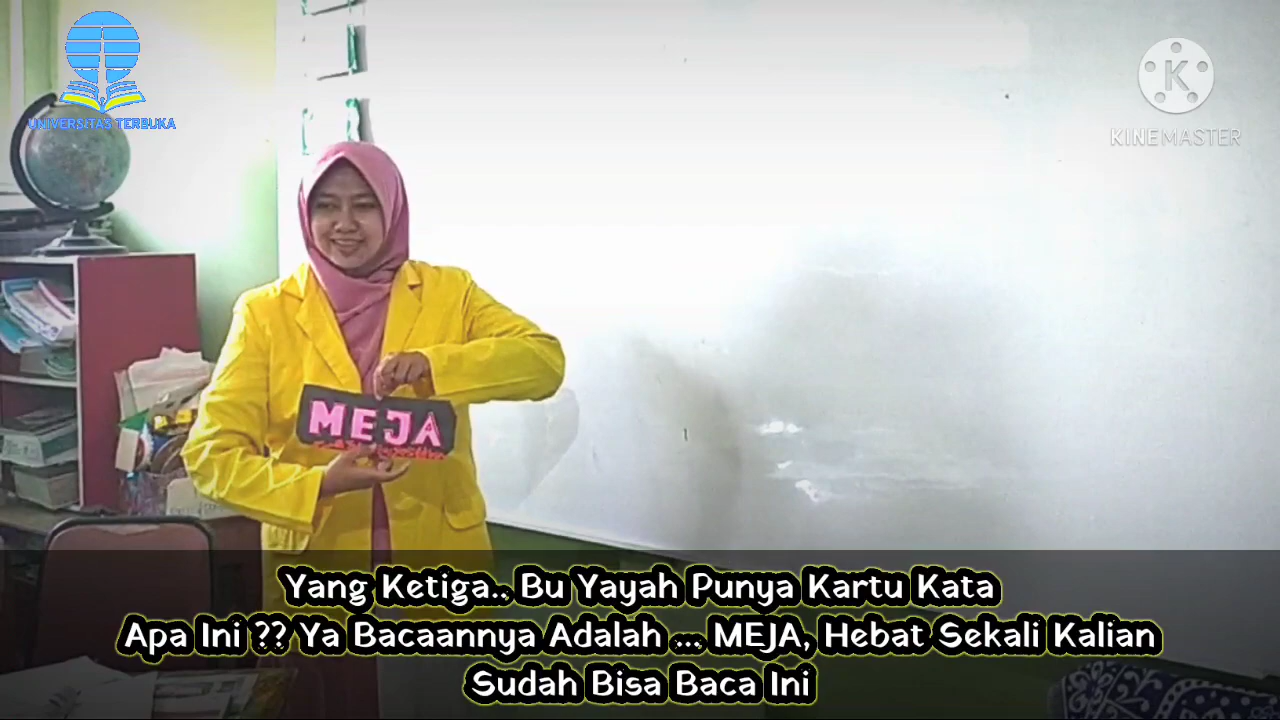 UNIVERSITAS TERBUKA
K
KINEMASTER
MEJA
Yang Ketiga.. Bu Yayah Punya Kartu Kata
Apa Ini ?? Ya Bacaannya Adalah ... MEJA, Hebat Sekali Kalian
Sudah Bisa Baca Ini